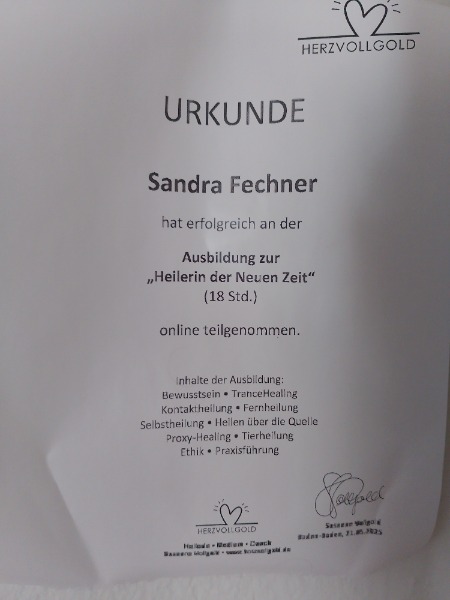 HERZVOLLGOLD
URKUNDE
Sandra Fechner
hat erfolgreich an der
Ausbildung zur
„Heilerin der Neuen Zeit“
(18 Std.)
online teilgenommen.
Inhalte der Ausbildung:
Bewusstsein • TranceHealing
Kontaktheilung • Fernheilung
Selbstheilung • Heilen über die Quelle
Proxy-Healing • Tierheilung
Ethik • Praxisführung
HERZVOLLGOLD
• Medium • Coach
Baden-Baden,